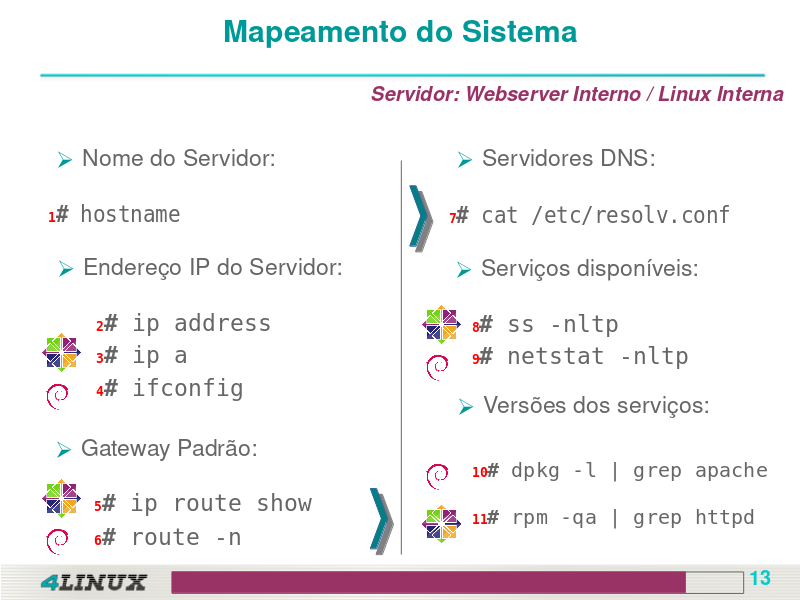 Mapeamento do Sistema
Servidor: Webserver Interno / Linux Interna
Nome do Servidor:
1# hostname
Endereço IP do Servidor:
2# ip address
3# ip a
4# ifconfig
Gateway Padrão:
5# ip route show
6# route -n
Servidores DNS:
7# cat /etc/resolv.conf
Serviços disponíveis:
8# ss -nltp
9# netstat -nltp
Versões dos serviços:
10# dpkg -l | grep apache
11# rpm -qa | grep httpd
4LINUX
13